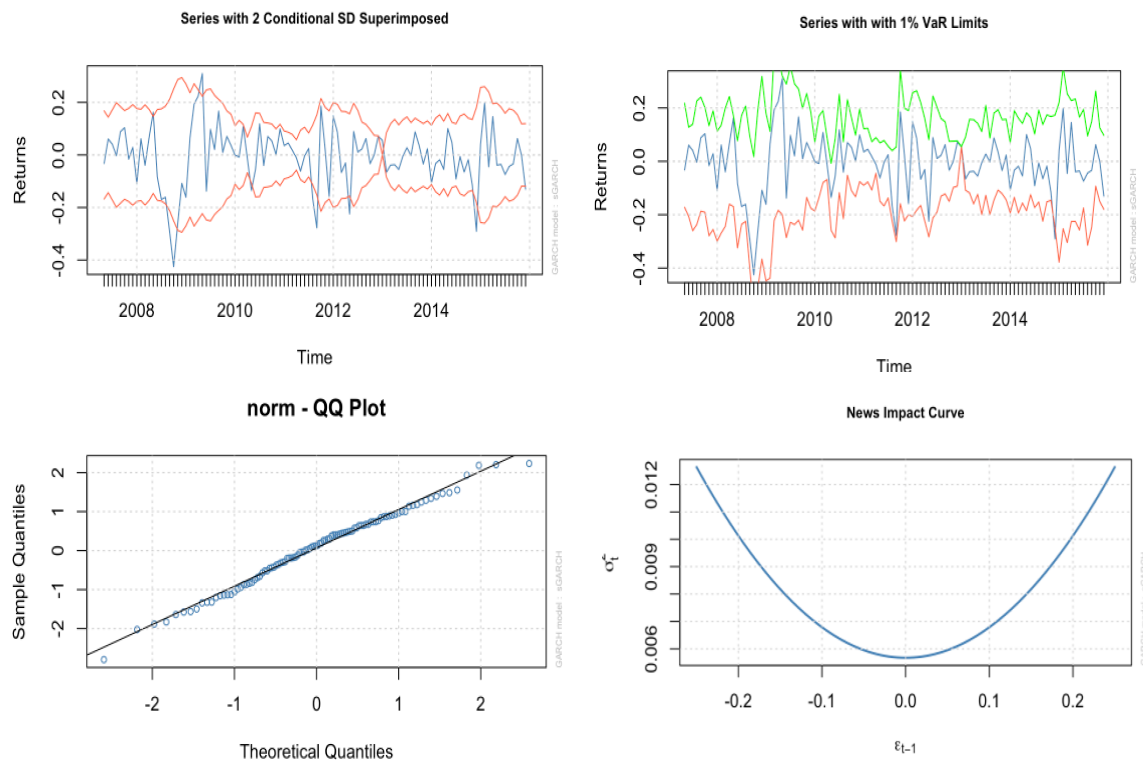 Series with 2 Conditional SD Superimposed
Returns
0.2
0.0
-0.2
-0.4
2008 2010 2012 2014
Time
GARCH model : sGARCH
Series with with 1% VaR Limits
Returns
0.2
0.0
-0.2
-0.4
2008 2010 2012 2014
Time
GARCH model : sGARCH
norm - QQ Plot
Sample Quantiles
2
1
0
-1
-2
-2 -1 0 1 2
Theoretical Quantiles
GARCH model : sGARCH
News Impact Curve
0.012
0.009
0.006
-0.2 -0.1 0.0 0.1 0.2
εt−1